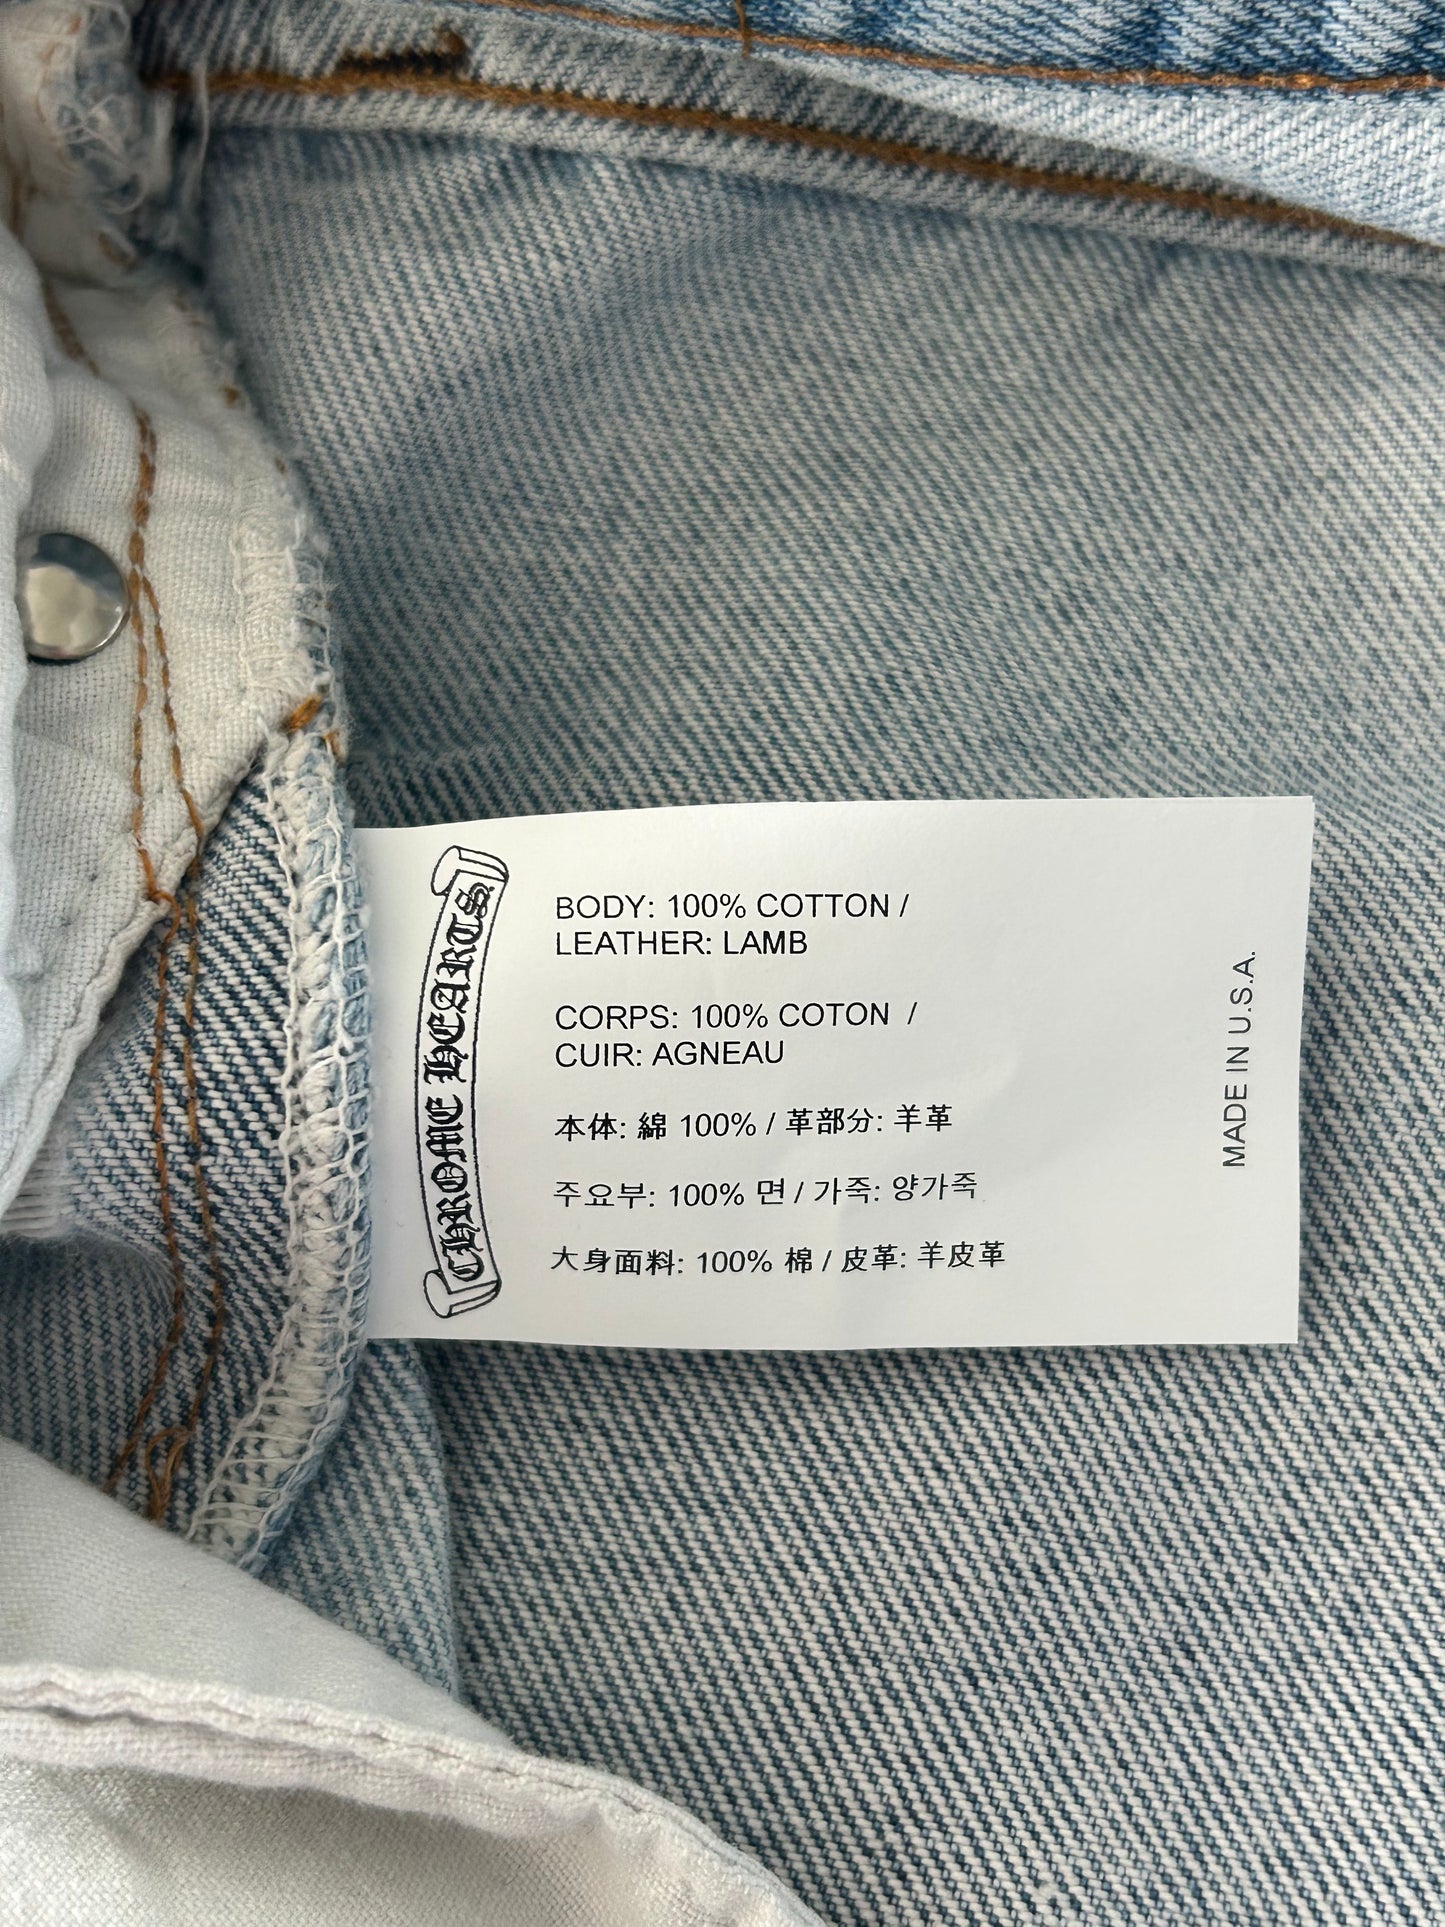 CHROME HEARTS
BODY: 100% COTTON /
LEATHER: LAMB
CORPS: 100% COTON /
CUIR: AGNEAU
本体: 綿 100% / 革部分: 羊革
주요부: 100% 면 / 가죽: 양가죽
大身面料: 100% 棉 / 皮革: 羊皮革
MADE IN U.S.A.